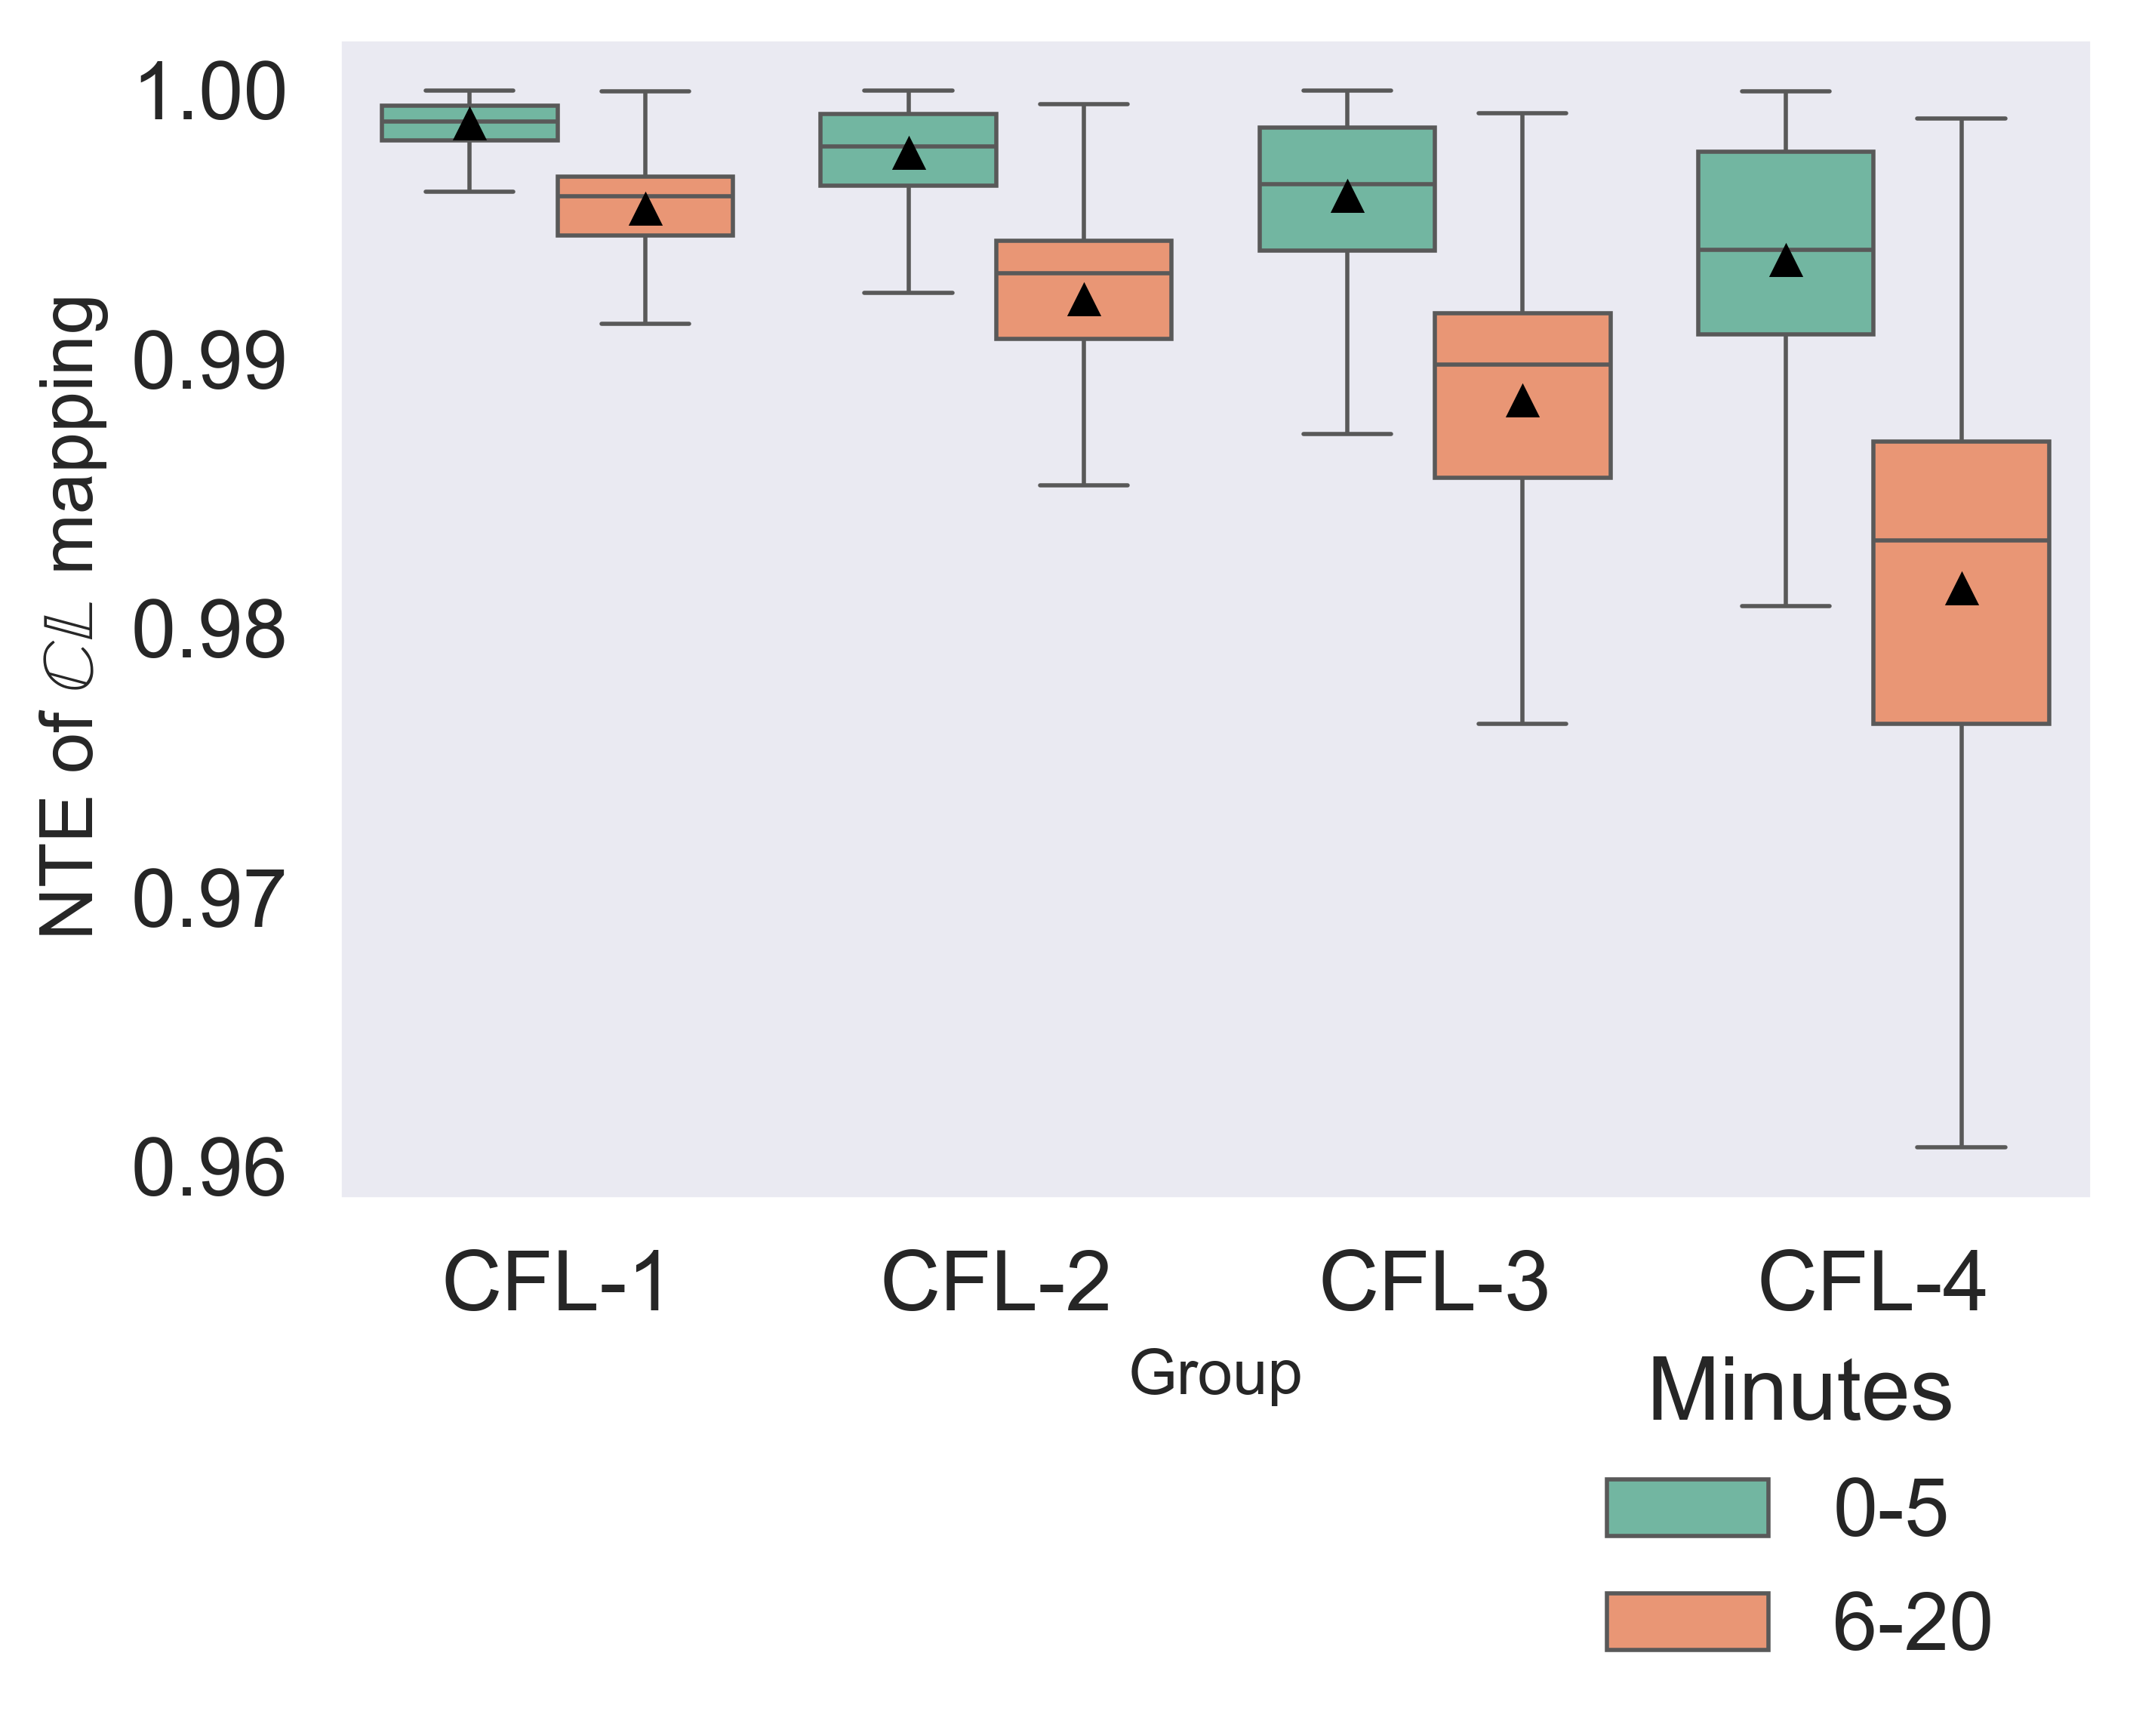 NTE of ℂ𝕃 mapping
1.00
0.99
0.98
0.97
0.96
CFL-1 CFL-2 CFL-3 CFL-4
Group
Minutes
0-5
6-20